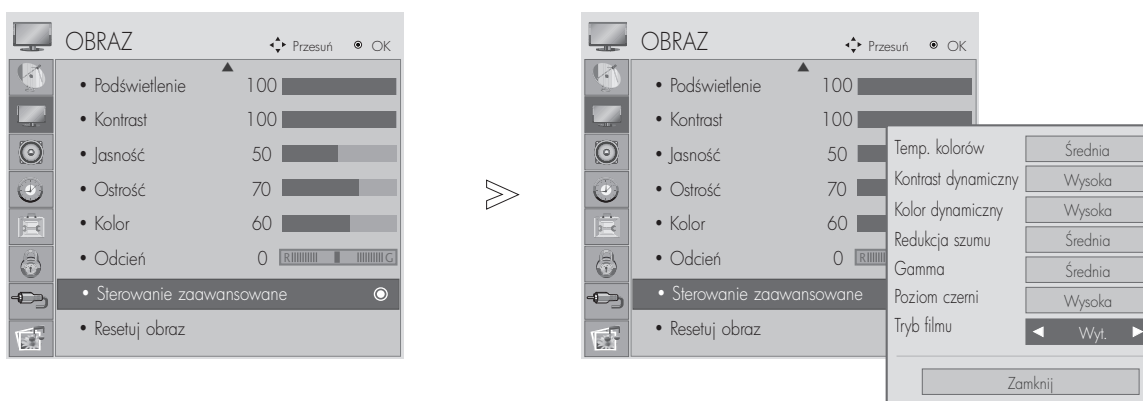 OBRAZ
Przesuń OK
• Podświetlenie 100
• Kontrast 100
• Jasność 50
• Ostrość 70
• Kolor 60
• Odcień 0 R G
• Sterowanie zaawansowane
• Resetuj obraz
>
OBRAZ
Przesuń OK
• Podświetlenie 100
• Kontrast 100
• Jasność 50
• Ostrość 70
• Kolor 60
• Odcień 0 R
• Sterowanie zaawansowane
• Resetuj obraz
Temp. kolorów Średnia
Kontrast dynamiczny Wysoka
Kolor dynamiczny Wysoka
Redukcja szumu Średnia
Gamma Średnia
Poziom czerni Wysoka
Tryb filmu ◄ Wył. ►
Zamknij